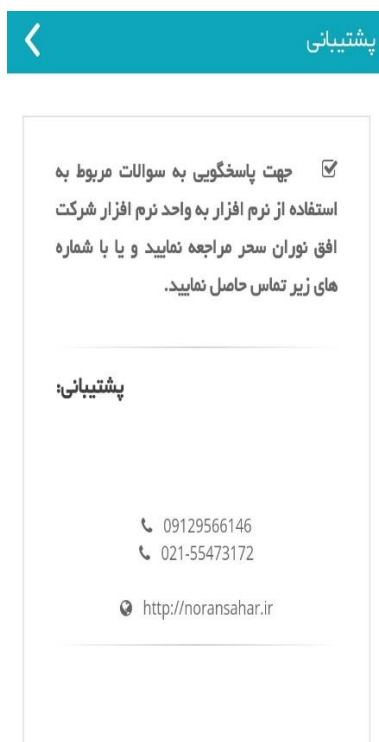 پشتیبانی
جهت پاسخگویی به سوالات مربوط به
استفاده از نرم افزار به واحد نرم افزار شرکت
افق نوران سحر مراجعه نمایید و یا با شماره
های زیر تماس حاصل نمایید.
پشتیبانی:
09129566146
021-55473172
http://noransahar.ir